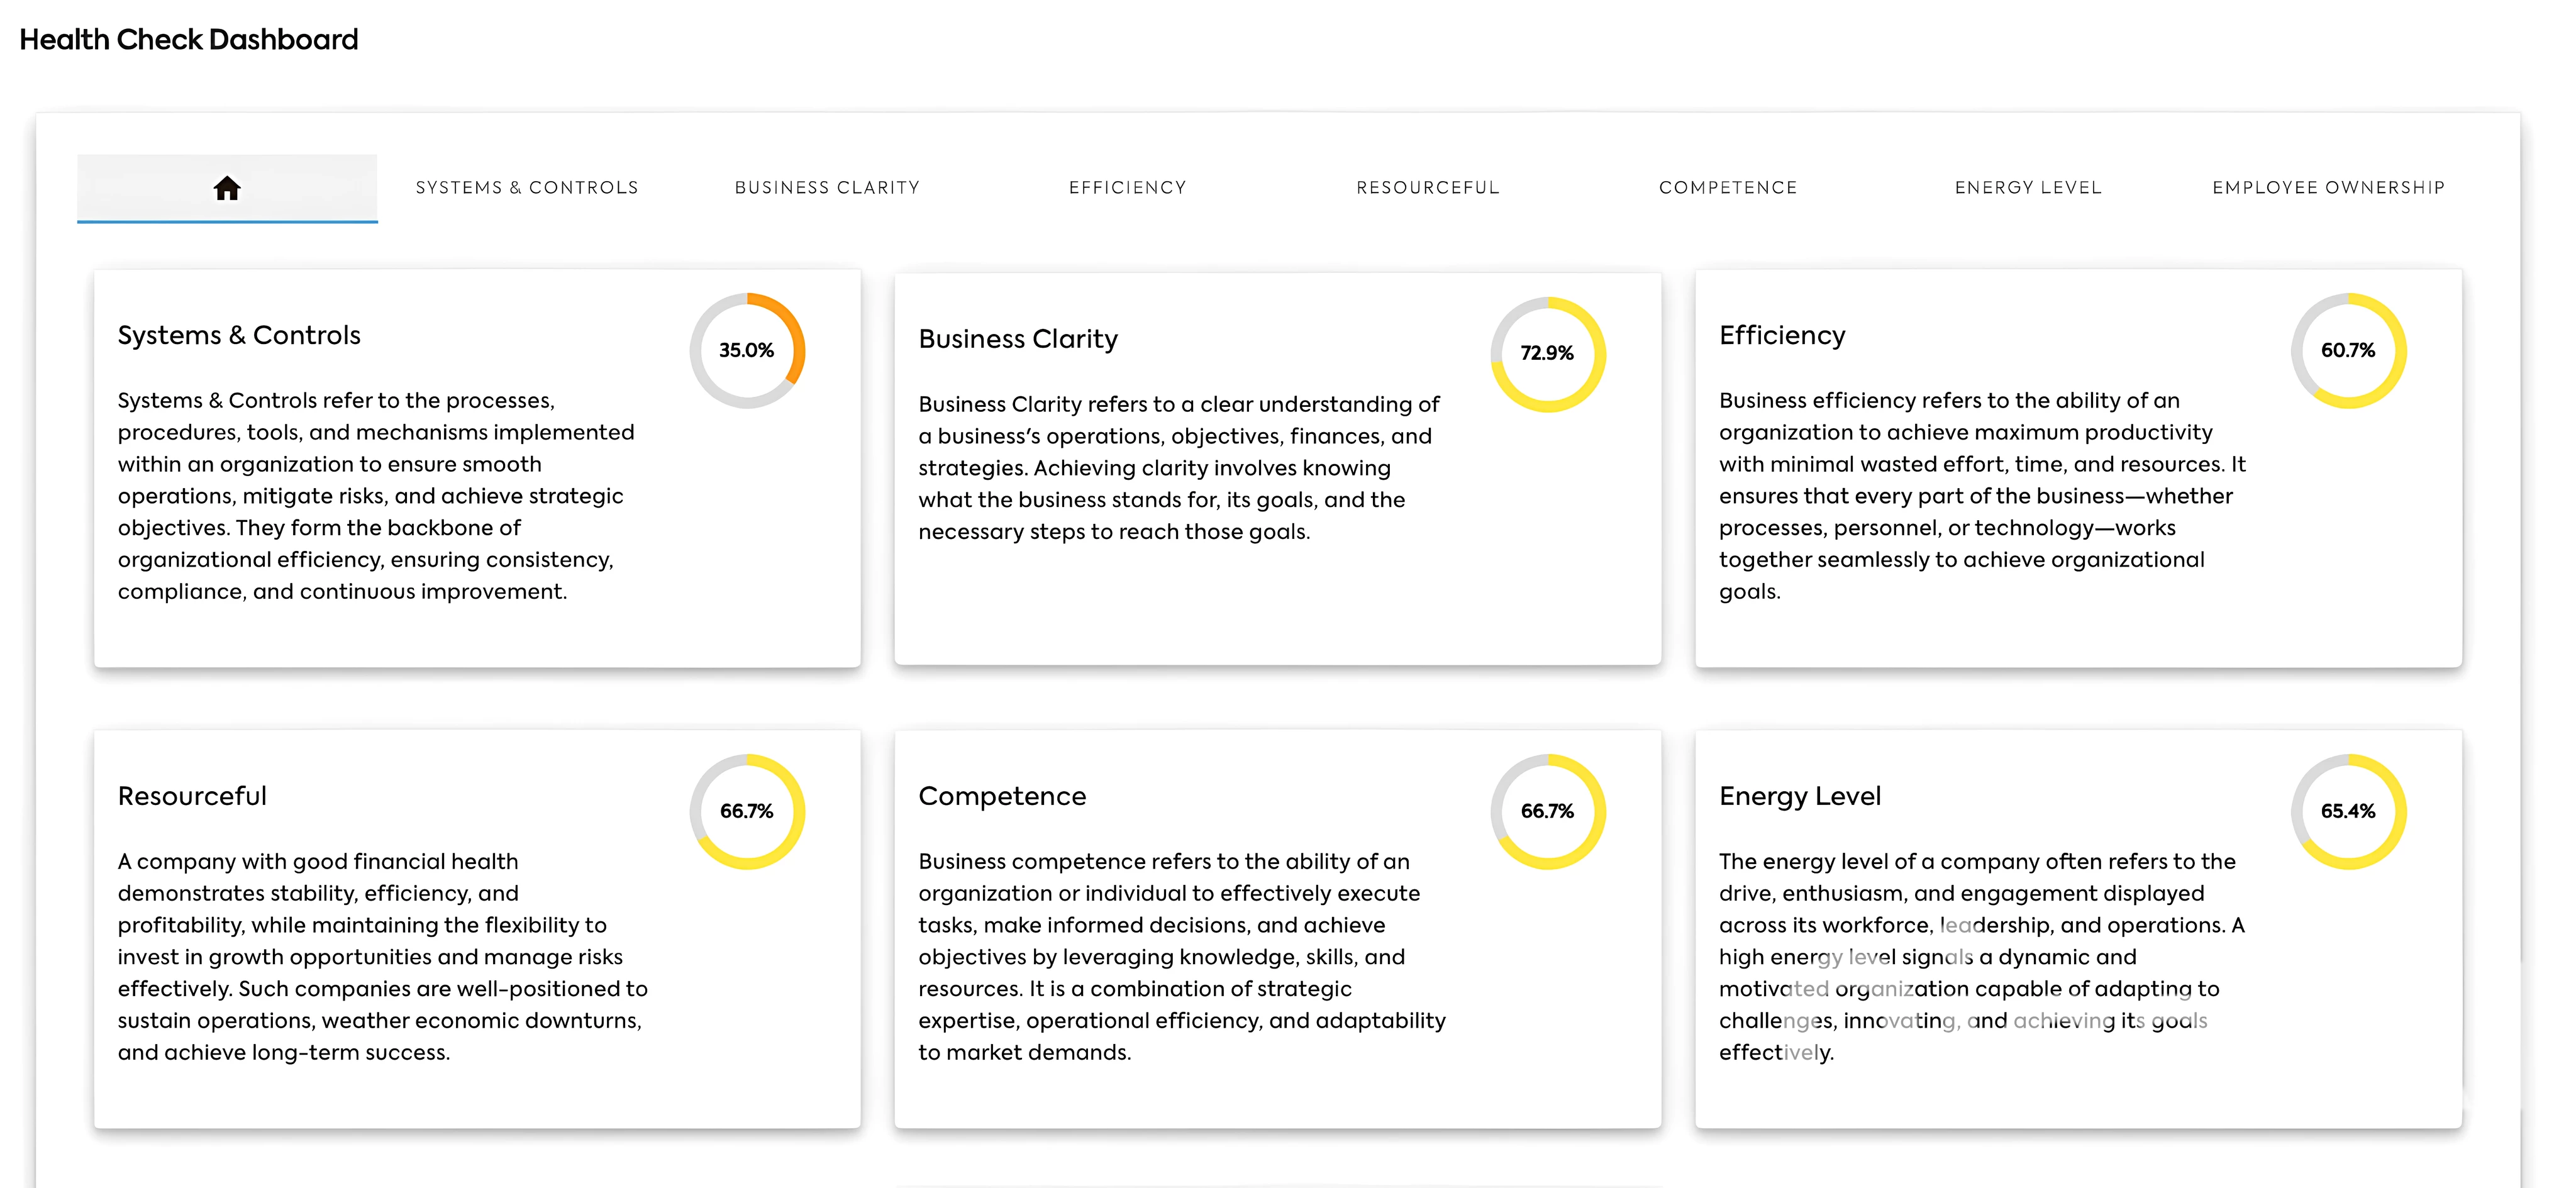 Health Check Dashboard
SYSTEMS & CONTROLS
BUSINESS CLARITY
EFFICIENCY
RESOURCEFUL
COMPETENCE
ENERGY LEVEL
EMPLOYEE OWNERSHIP
Systems & Controls
35.0%
Systems & Controls refer to the processes,
procedures, tools, and mechanisms implemented
within an organization to ensure smooth
operations, mitigate risks, and achieve strategic
objectives. They form the backbone of
organizational efficiency, ensuring consistency,
compliance, and continuous improvement.
Business Clarity
72.9%
Business Clarity refers to a clear understanding of
a business's operations, objectives, finances, and
strategies. Achieving clarity involves knowing
what the business stands for, its goals, and the
necessary steps to reach those goals.
Efficiency
60.7%
Business efficiency refers to the ability of an
organization to achieve maximum productivity
with minimal wasted effort, time, and resources. It
ensures that every part of the business—whether
processes, personnel, or technology—works
together seamlessly to achieve organizational
goals.
Resourceful
66.7%
A company with good financial health
demonstrates stability, efficiency, and
profitability, while maintaining the flexibility to
invest in growth opportunities and manage risks
effectively. Such companies are well-positioned to
sustain operations, weather economic downturns,
and achieve long-term success.
Competence
66.7%
Business competence refers to the ability of an
organization or individual to effectively execute
tasks, make informed decisions, and achieve
objectives by leveraging knowledge, skills, and
resources. It is a combination of strategic
expertise, operational efficiency, and adaptability
to market demands.
Energy Level
65.4%
The energy level of a company often refers to the
drive, enthusiasm, and engagement displayed
across its workforce, leadership, and operations. A
high energy level signals a dynamic and
motivated organization capable of adapting to
challenges, innovating, and achieving its goals
effectively.